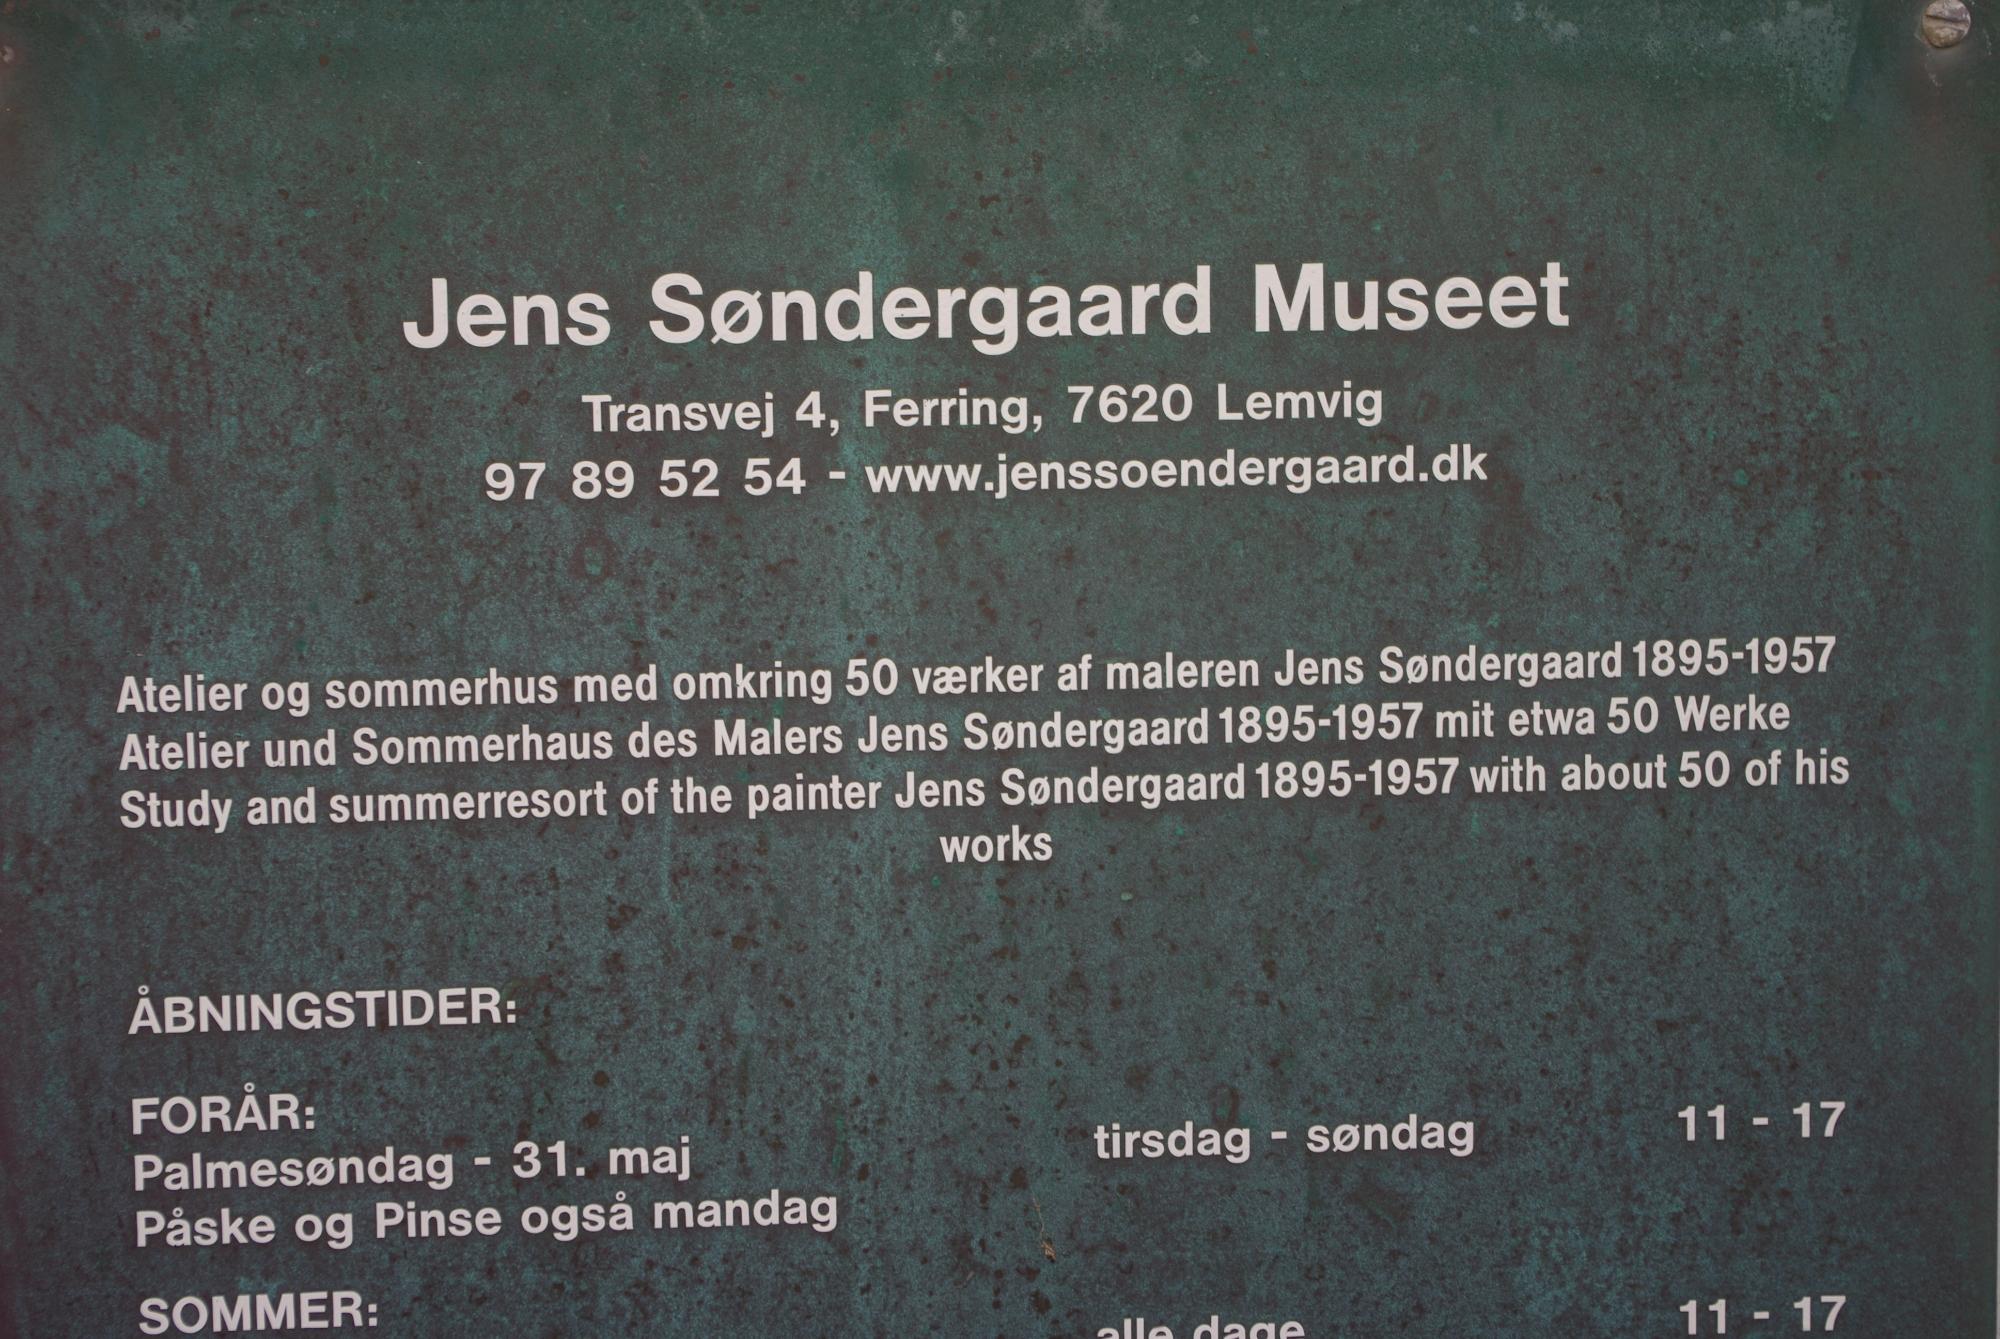 Jens Søndergaard Museet
Transvej 4, Ferring, 7620 Lemvig
97 89 52 54 - www.jenssoendergaard.dk
Atelier og sommerhus med omkring 50 værker af maleren Jens Søndergaard 1895-1957
Atelier und Sommerhaus des Malers Jens Søndergaard 1895-1957 mit etwa 50 Werke
Study and summerresort of the painter Jens Søndergaard 1895-1957 with about 50 of his
works
ÅBNINGSTIDER:
FORÅR:
Palmesøndag - 31. maj tirsdag - søndag 11 - 17
Påske og Pinse også mandag
SOMMER:
alle dage 11 - 17